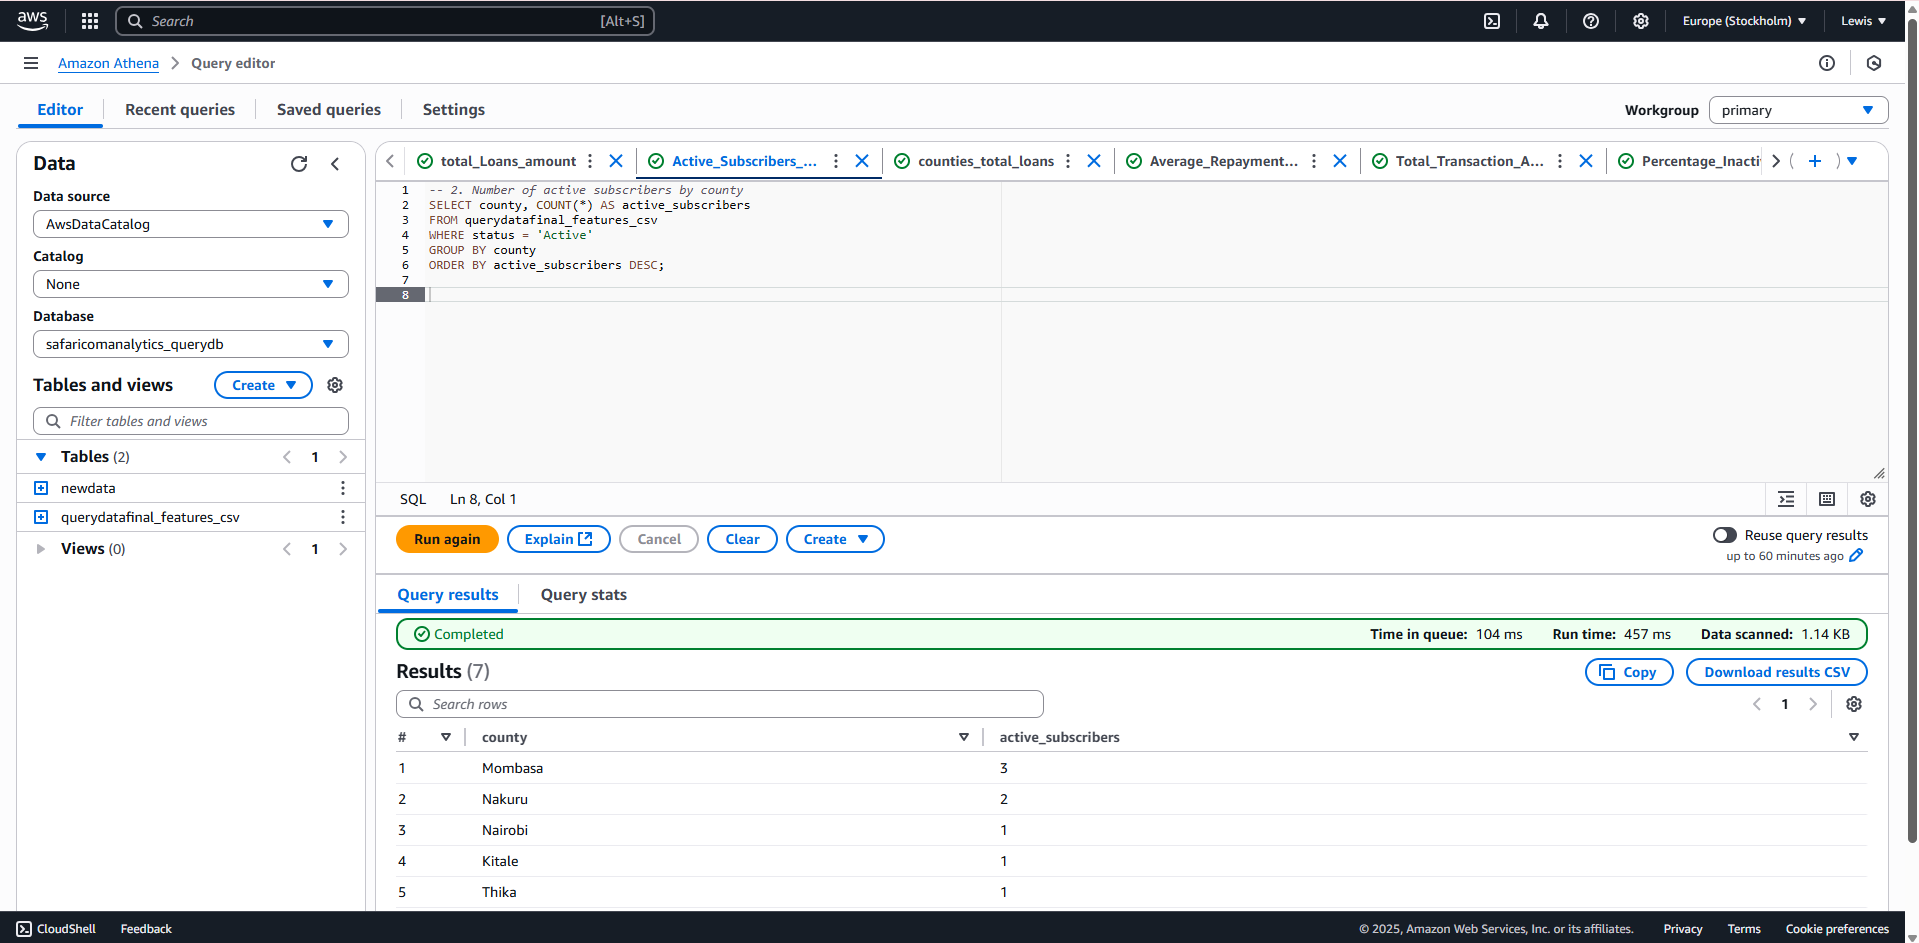 aws
Search
[Alt+S]
Europe (Stockholm)
Lewis
Amazon Athena
Query editor
Editor
Recent queries
Saved queries
Settings
Workgroup
primary
Data
Data source
AwsDataCatalog
Catalog
None
Database
safaricomanalytics_querydb
Tables and views
Create
Filter tables and views
Tables (2)
1
newdata
querydatafinal_features_csv
Views (0)
1
total_Loans_amount
Active_Subscribers_...
counties_total_loans
Average_Repayment...
Total_Transaction_A...
Percentage_Inacti
1 -- 2. Number of active subscribers by county
2 SELECT county, COUNT(*) AS active_subscribers
3 FROM querydatafinal_features_csv
4 WHERE status = 'Active'
5 GROUP BY county
6 ORDER BY active_subscribers DESC;
7
8
SQL
Ln 8, Col 1
Run again
Explain
Cancel
Clear
Create
Reuse query results
up to 60 minutes ago
Query results
Query stats
Completed
Time in queue: 104 ms
Run time: 457 ms
Data scanned: 1.14 KB
Results (7)
Copy
Download results CSV
Search rows
1
# county active_subscribers
1 Mombasa 3
2 Nakuru 2
3 Nairobi 1
4 Kitale 1
5 Thika 1
CloudShell
Feedback
© 2025, Amazon Web Services, Inc. or its affiliates.
Privacy
Terms
Cookie preferences